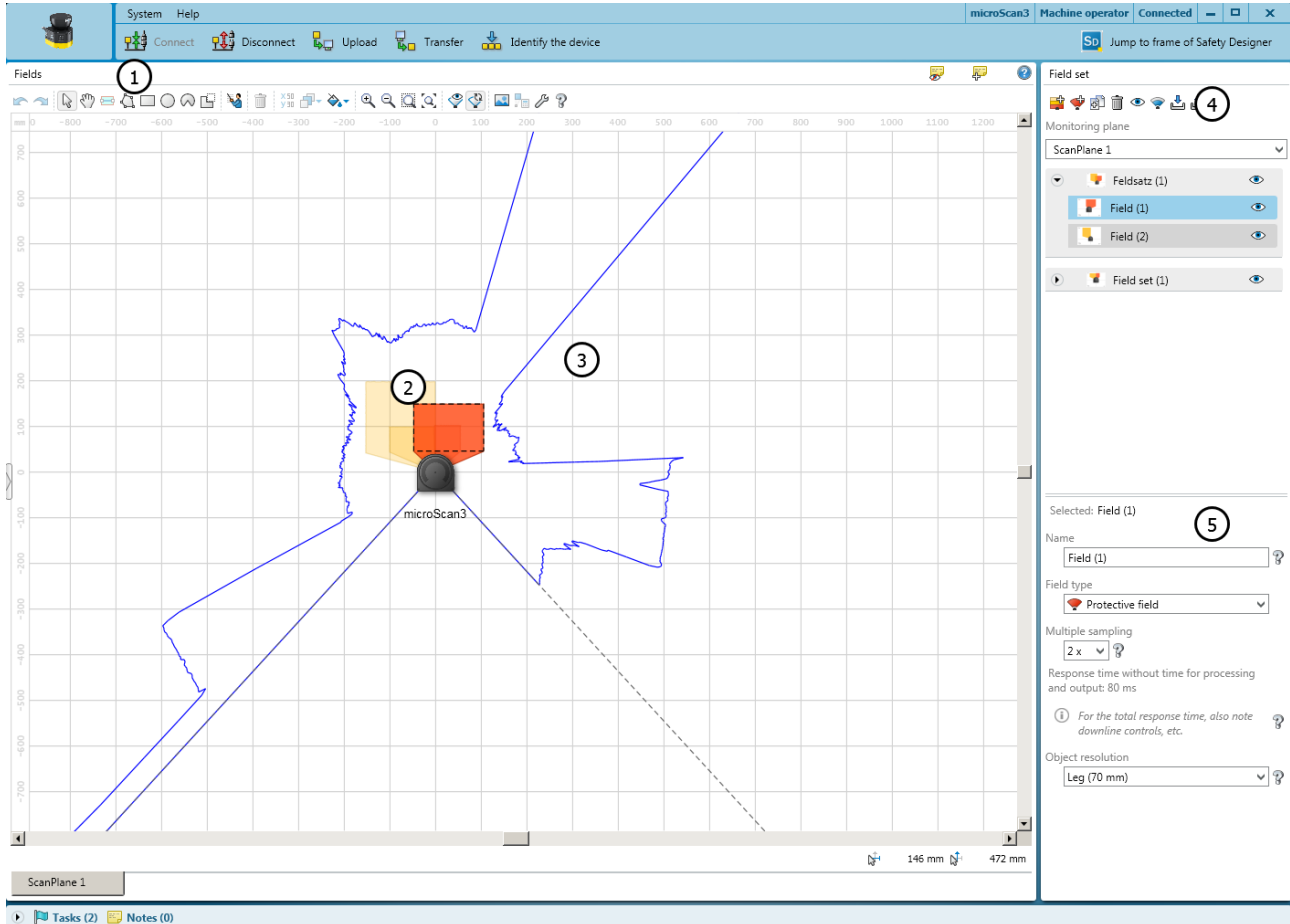 System Help
microScan3 Machine operator Connected
Connect Disconnect Upload Transfer Identify the device
SD Jump to frame of Safety Designer
Fields
1
Field set
4
mm 0 -800 -700 -600 -500 -400 -300 -200 -100 0 100 200 300 400 500 600 700 800 900 1000 1100 1200
Monitoring plane
ScanPlane 1
Feldsatz (1)
Field (1)
Field (2)
Field set (1)
700
600
500
400
300
200
100
0
-100
-200
-300
-400
-500
-600
-700
2
3
microScan3
Selected: Field (1)
5
Name
Field (1)
Field type
Protective field
Multiple sampling
2 x
Response time without time for processing
and output: 80 ms
For the total response time, also note
downline controls, etc.
Object resolution
Leg (70 mm)
146 mm 472 mm
ScanPlane 1
Tasks (2) Notes (0)